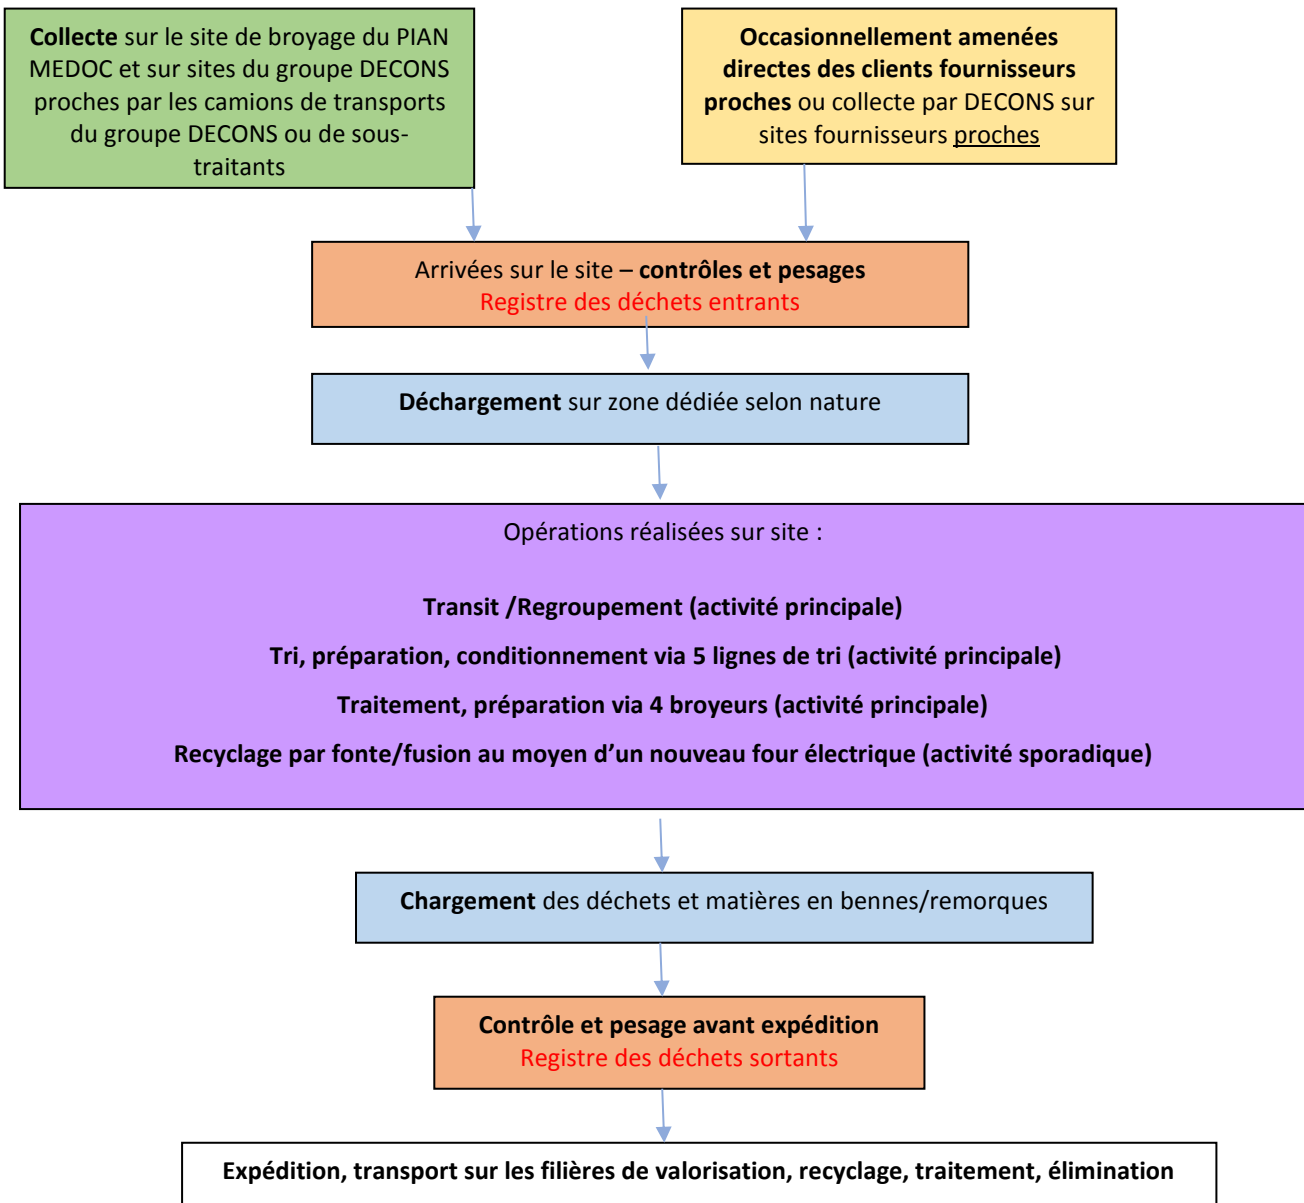 Collecte sur le site de broyage du PIAN
MEDOC et sur sites du groupe DECONS
proches par les camions de transports
du groupe DECONS ou de sous-
traitants
Occasionnellement amenées
directes des clients fournisseurs
proches ou collecte par DECONS sur
sites fournisseurs proches
Arrivées sur le site – contrôles et pesages
Registre des déchets entrants
Déchargement sur zone dédiée selon nature
Opérations réalisées sur site :
Transit /Regroupement (activité principale)
Tri, préparation, conditionnement via 5 lignes de tri (activité principale)
Traitement, préparation via 4 broyeurs (activité principale)
Recyclage par fonte/fusion au moyen d’un nouveau four électrique (activité sporadique)
Chargement des déchets et matières en bennes/remorques
Contrôle et pesage avant expédition
Registre des déchets sortants
Expédition, transport sur les filières de valorisation, recyclage, traitement, élimination